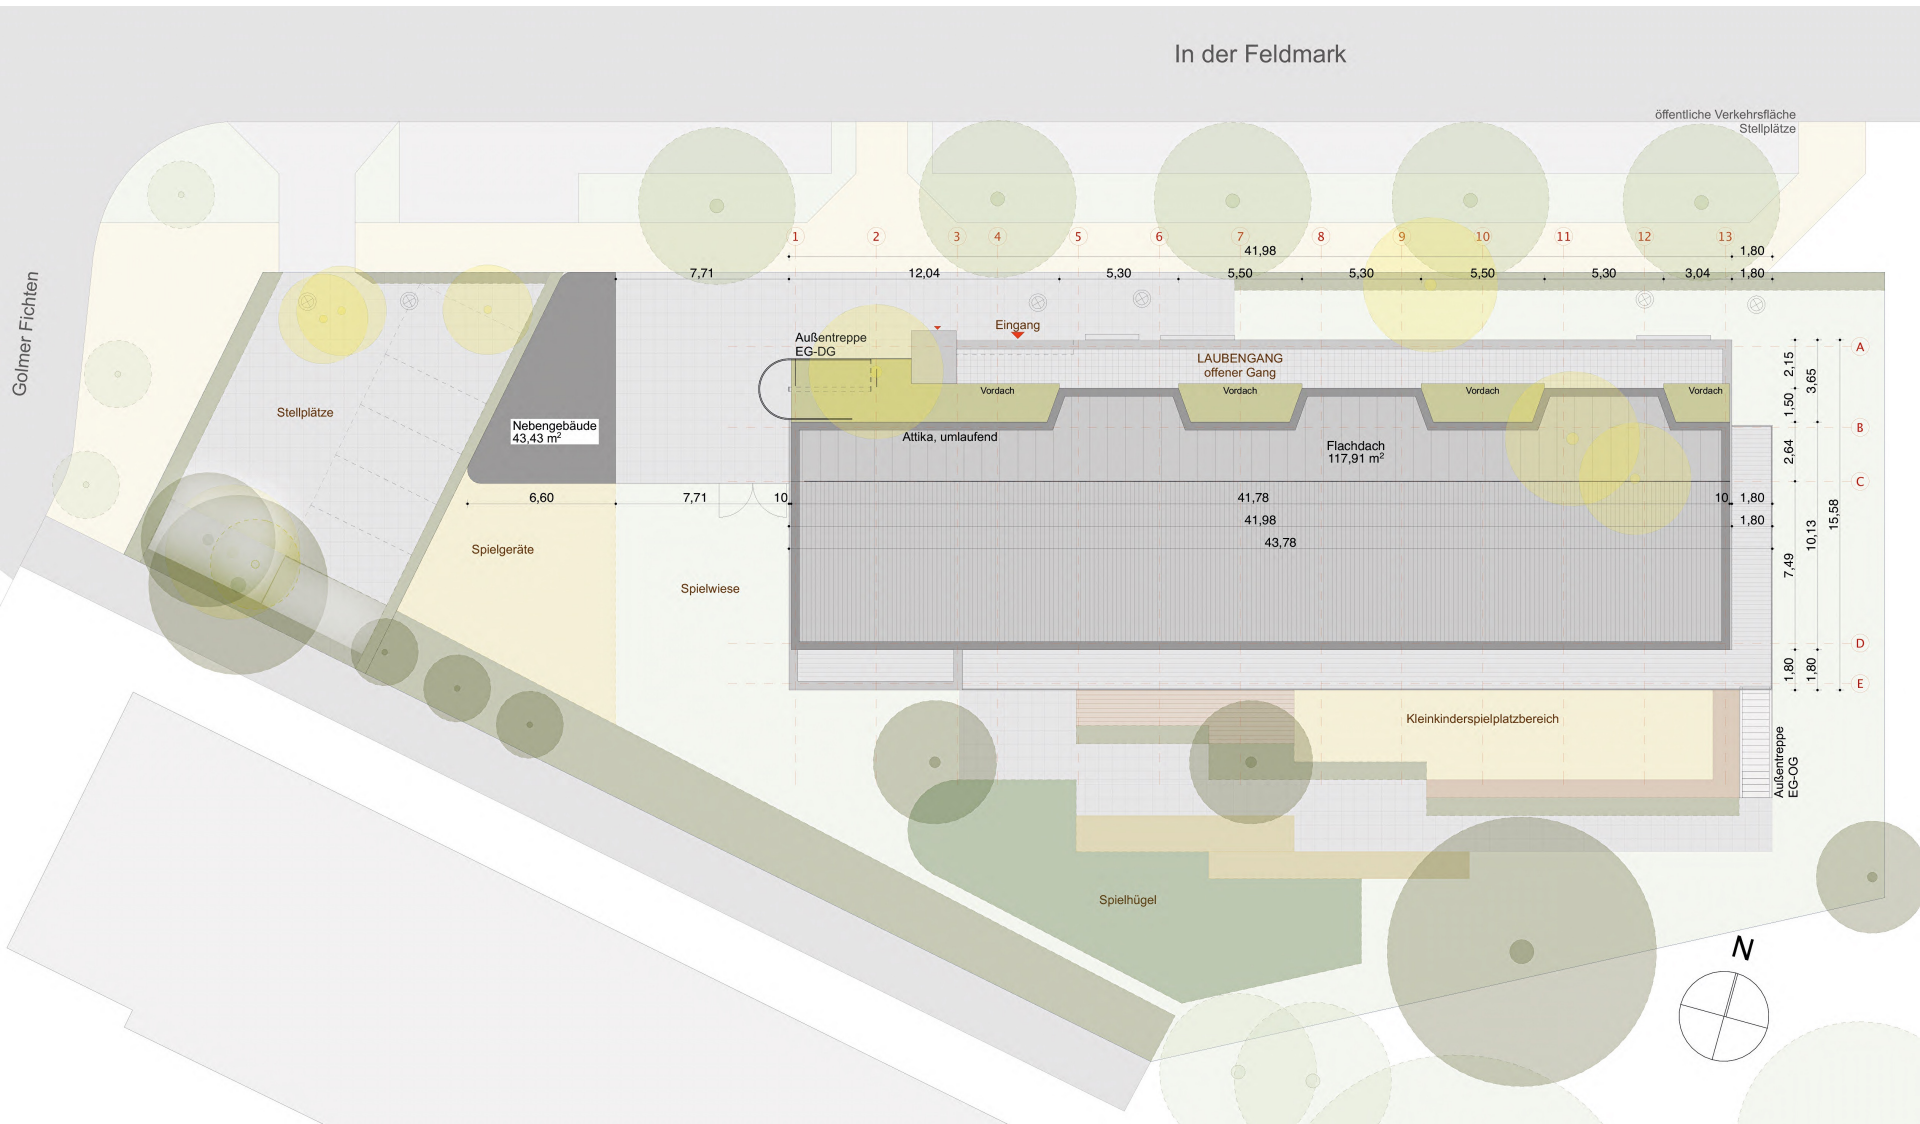 In der Feldmark
öffentliche Verkehrsfläche
Stellplätze
1 2 3 4 5 6 7 8 9 10 11 12 13
41,98 1,80
7,71 12,04 5,30 5,50 5,30 5,50 5,30 3,04 1,80
Golmer Fichten
Eingang
Außentreppe
EG-DG
LAUBENGANG
offener Gang
Vordach Vordach Vordach Vordach
A
2,15
3,65
1,50
Stellplätze
Nebengebäude
43,43 m²
Attika, umlaufend
Flachdach
117,91 m²
B
2,64
C
6,60 7,71 10 41,78 10 1,80
41,98 1,80
43,78
15,58
10,13
7,49
Spielgeräte
Spielwiese
D
1,80
1,80
E
Kleinkinderspielplatzbereich
Außentreppe
EG-OG
Spielhügel
N